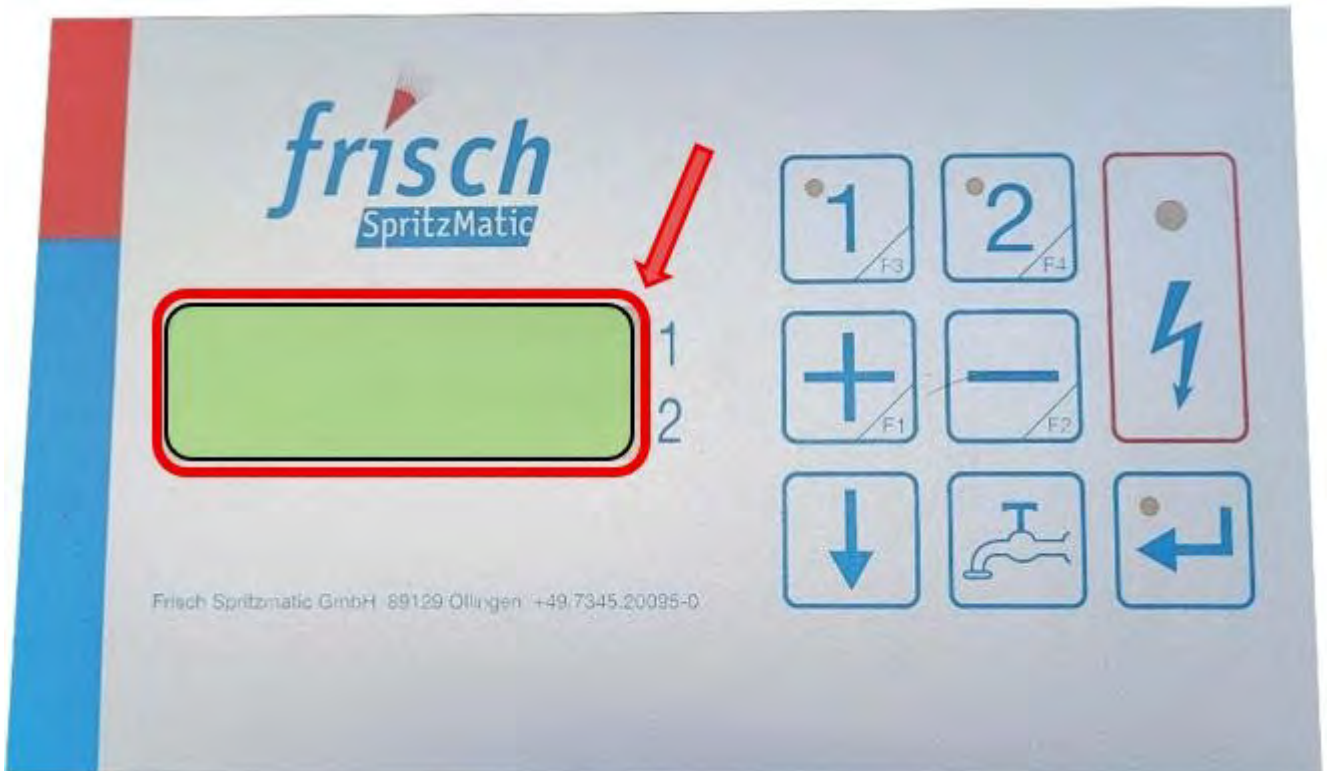 frisch
SpritzMatic
1
2
1
F3
2
F4
+
F1
−
F2
Frisch Spritzmatic GmbH 89129 Öllingen +49/7345.20095-0